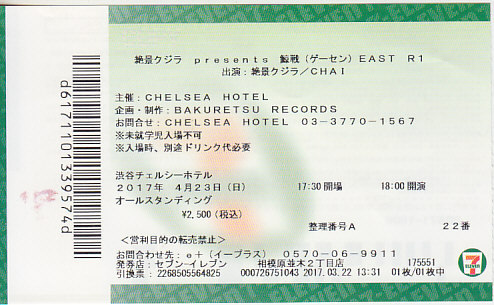 絶景クジラ presents 鯨戦(ゲーセン)EAST R1
出演:絶景クジラ/CHAI
主催:CHELSEA HOTEL
企画・制作:BAKURETSU RECORDS
お問合せ:CHELSEA HOTEL 03-3770-1567
※未就学児入場不可
※入場時、別途ドリンク代必要
渋谷チェルシーホテル
2017年 4月23日(日) 17:30開場 18:00開演
オールスタンディング
¥2,500(税込)
整理番号A 22番
<営利目的の転売禁止>
お問合わせ先:e+(イープラス) 0570-06-9911
発券店:セブン-イレブン 相模原並木2丁目店 175551
引換票:2268505564825 000726751043 2017.03.22 13:31 01枚/01枚中
d6171101339574d
7
ELEVEN